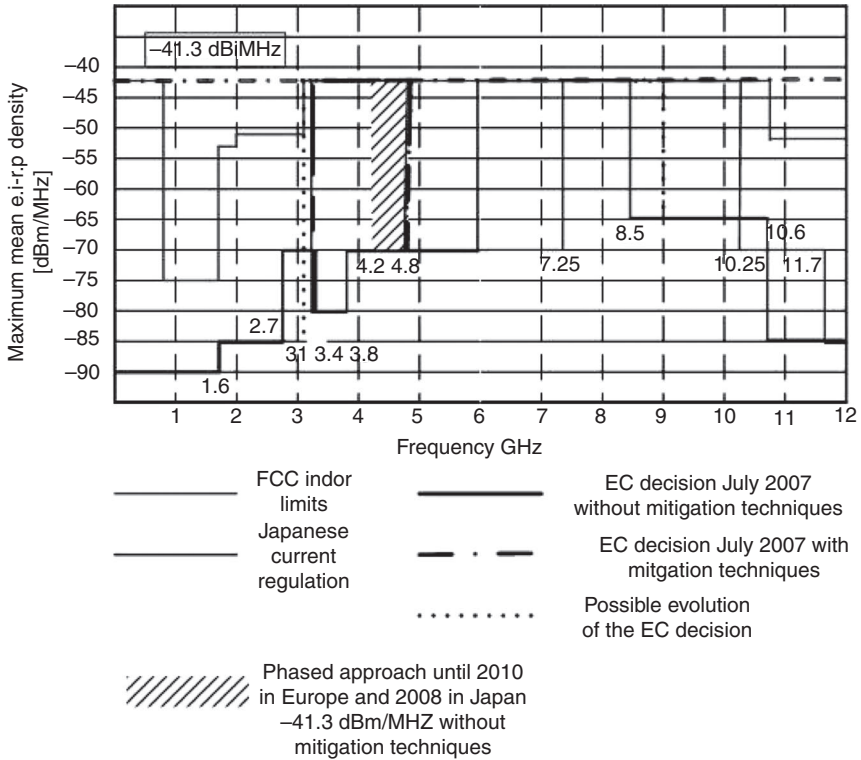 –41.3 dBiMHz
Maximum mean e.i-r.p density
[dBm/MHz]
–40
–45
–50
–55
–60
–65
–70
–75
–80
–85
–90
8.5
10.6
4.2 4.8
7.25
10.25
11.7
2.7
31
3.4
3.8
1.6
1 2 3 4 5 6 7 8 9 10 11 12
Frequency GHz
FCC indor
limits
Japanese
current
regulation
EC decision July 2007
without mitigation techniques
EC decision July 2007 with
mitgation techniques
Possible evolution
of the EC decision
Phased approach until 2010
in Europe and 2008 in Japan
–41.3 dBm/MHZ without
mitigation techniques